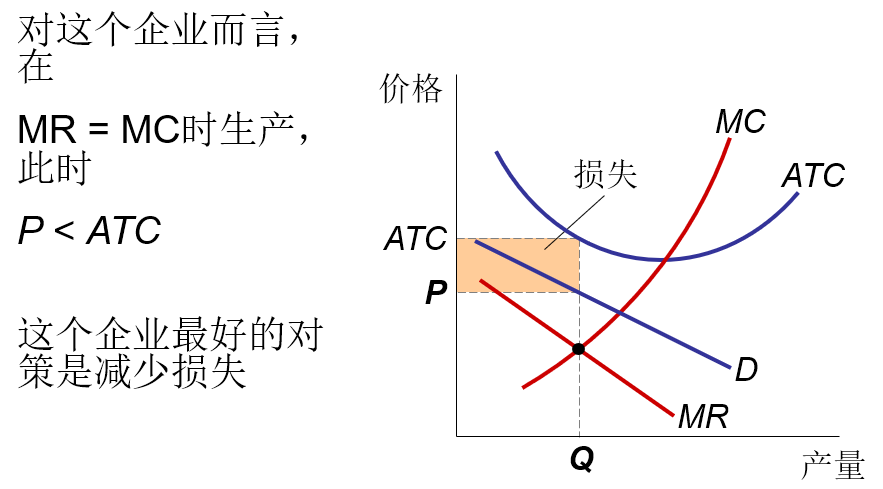 对这个企业而言，
在
MR = MC时生产，
此时
P < ATC
这个企业最好的对
策是减少损失
价格
MC
损失
ATC
ATC
P
D
MR
Q
产量